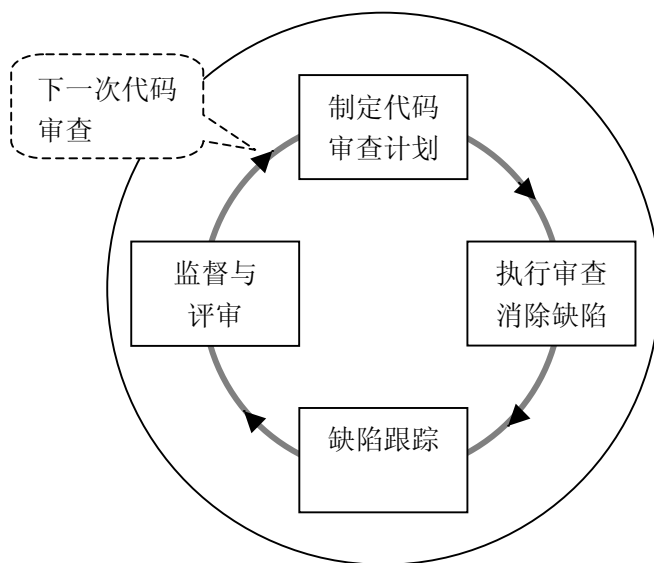 下一次代码
审查
制定代码
审查计划
监督与
评审
执行审查
消除缺陷
缺陷跟踪